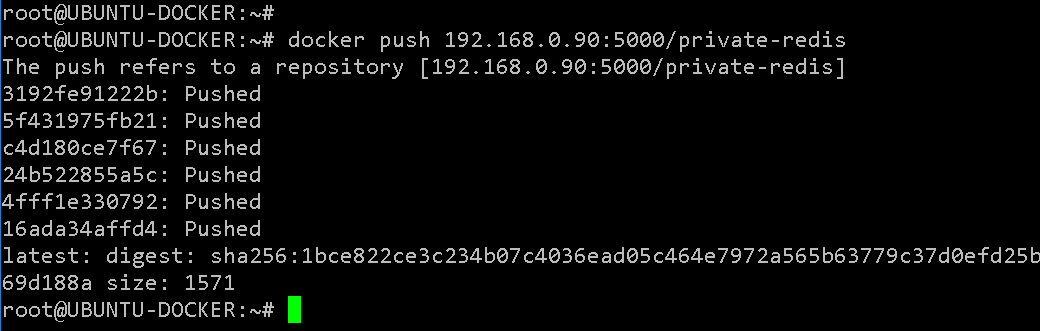 root@UBUNTU-DOCKER:~#
root@UBUNTU-DOCKER:~# docker push 192.168.0.90:5000/private-redis
The push refers to a repository [192.168.0.90:5000/private-redis]
3192fe91222b: Pushed
5f431975fb21: Pushed
c4d180ce7f67: Pushed
24b522855a5c: Pushed
4fff1e330792: Pushed
16ada34affd4: Pushed
latest: digest: sha256:1bce822ce3c234b07c4036ead05c464e7972a565b63779c37d0efd25b
69d188a size: 1571
root@UBUNTU-DOCKER:~#